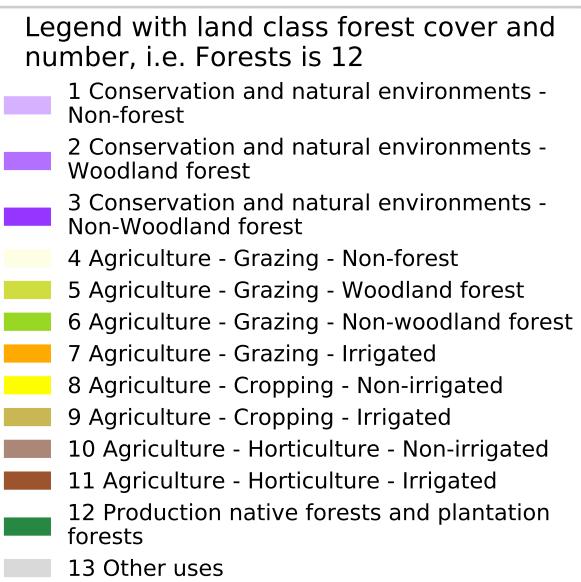 Legend with land class forest cover and
number, i.e. Forests is 12
1 Conservation and natural environments -
Non-forest
2 Conservation and natural environments -
Woodland forest
3 Conservation and natural environments -
Non-Woodland forest
4 Agriculture - Grazing - Non-forest
5 Agriculture - Grazing - Woodland forest
6 Agriculture - Grazing - Non-woodland forest
7 Agriculture - Grazing - Irrigated
8 Agriculture - Cropping - Non-irrigated
9 Agriculture - Cropping - Irrigated
10 Agriculture - Horticulture - Non-irrigated
11 Agriculture - Horticulture - Irrigated
12 Production native forests and plantation
forests
13 Other uses